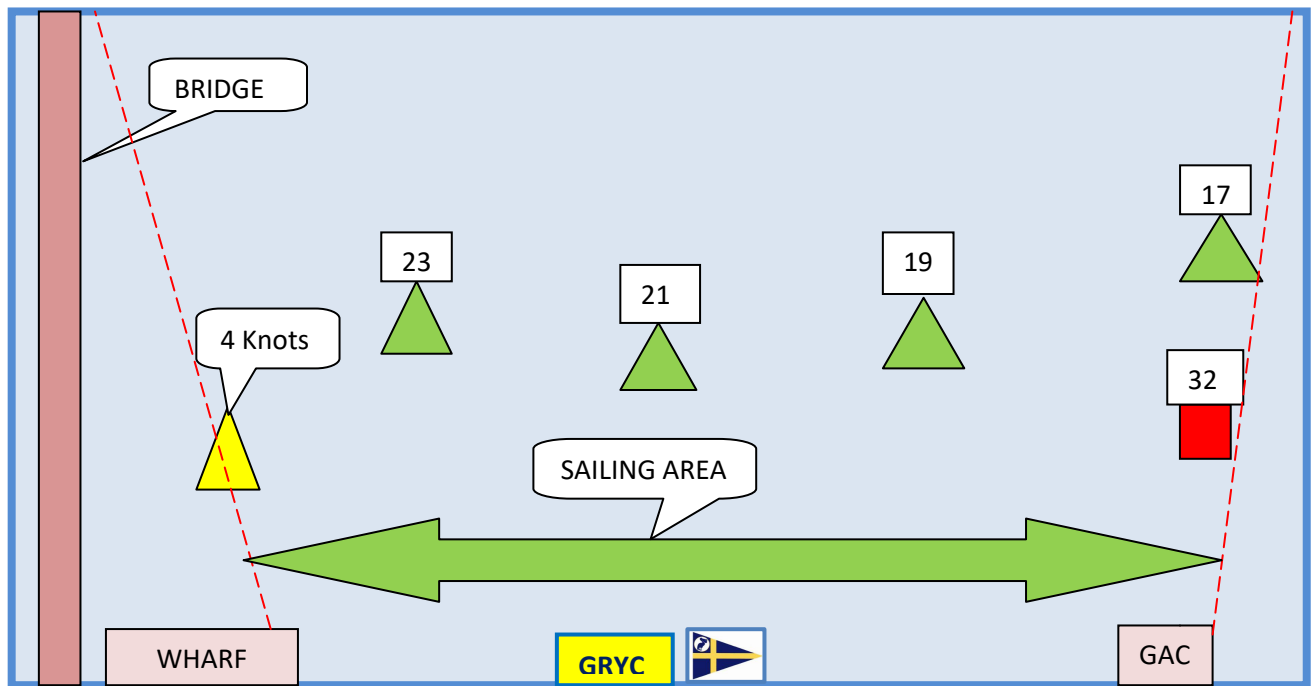 BRIDGE
17
23
19
21
4 Knots
32
SAILING AREA
WHARF
GRYC
GAC